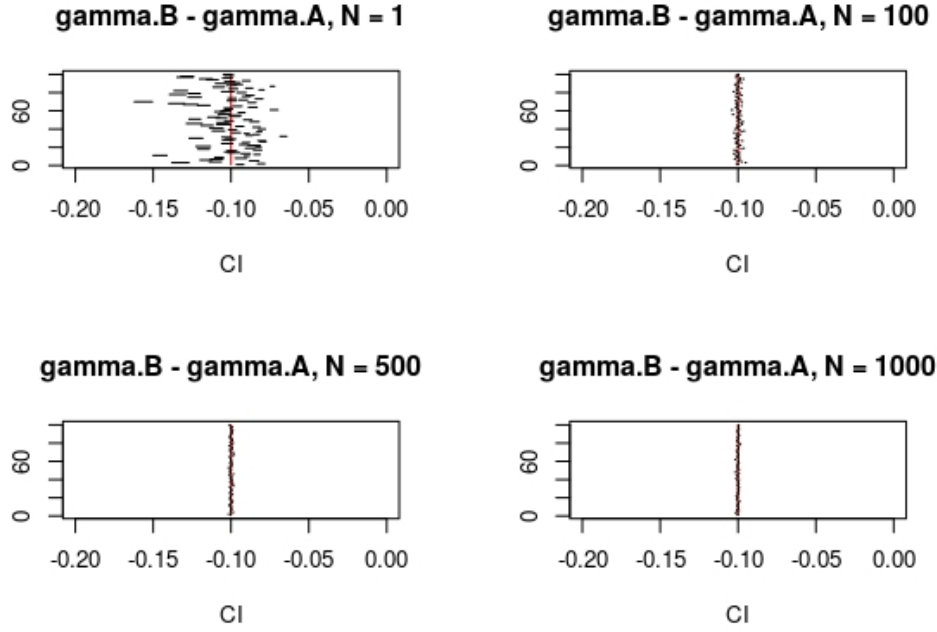 gamma.B - gamma.A, N = 1
60
0
-0.20 -0.15 -0.10 -0.05 0.00
CI
gamma.B - gamma.A, N = 100
60
0
-0.20 -0.15 -0.10 -0.05 0.00
CI
gamma.B - gamma.A, N = 500
60
0
-0.20 -0.15 -0.10 -0.05 0.00
CI
gamma.B - gamma.A, N = 1000
60
0
-0.20 -0.15 -0.10 -0.05 0.00
CI